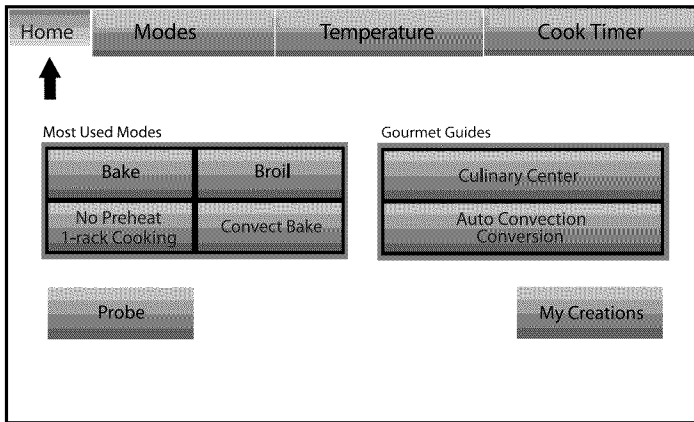 Home Modes Temperature Cook Timer
Most Used Modes
Gourmet Guides
Bake
Broil
No Preheat
1-rack Cooking
Convect Bake
Culinary Center
Auto Convection
Conversion
Probe
My Creations